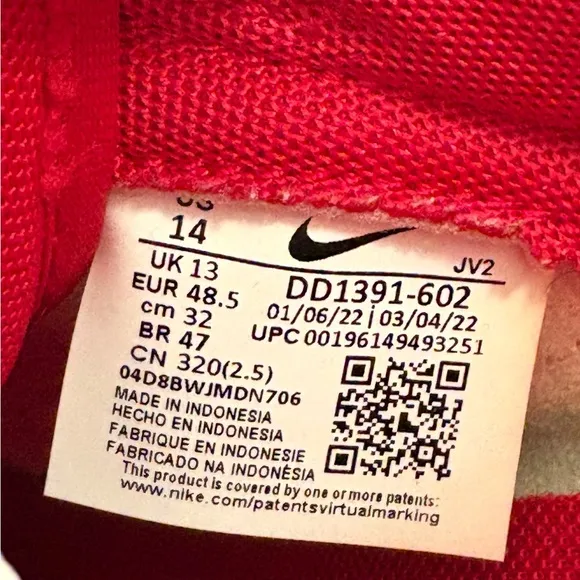 US
14
UK 13
EUR 48.5
cm 32
BR 47
CN 320(2.5)
04D8BWJMDN706
JV2
DD1391-602
01/06/22 | 03/04/22
UPC 00196149493251
MADE IN INDONESIA
HECHO EN INDONESIA
FABRIQUE EN INDONESIE
FABRICADO NA INDONÉSIA
This product is covered by one or more patents:
www.nike.com/patentsvirtualmarking